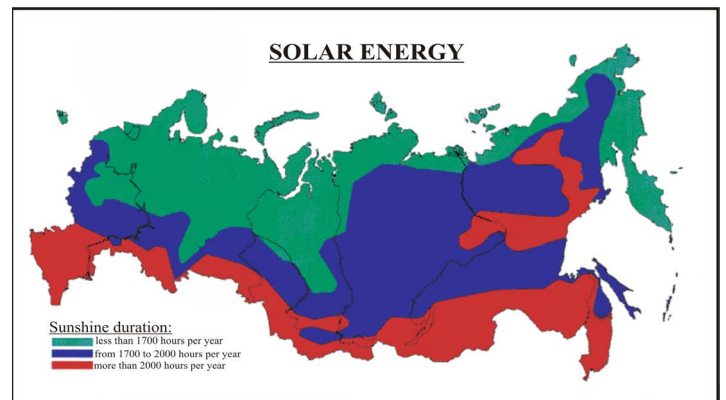 SOLAR ENERGY
Sunshine duration:
less than 1700 hours per year
from 1700 to 2000 hours per year
more than 2000 hours per year